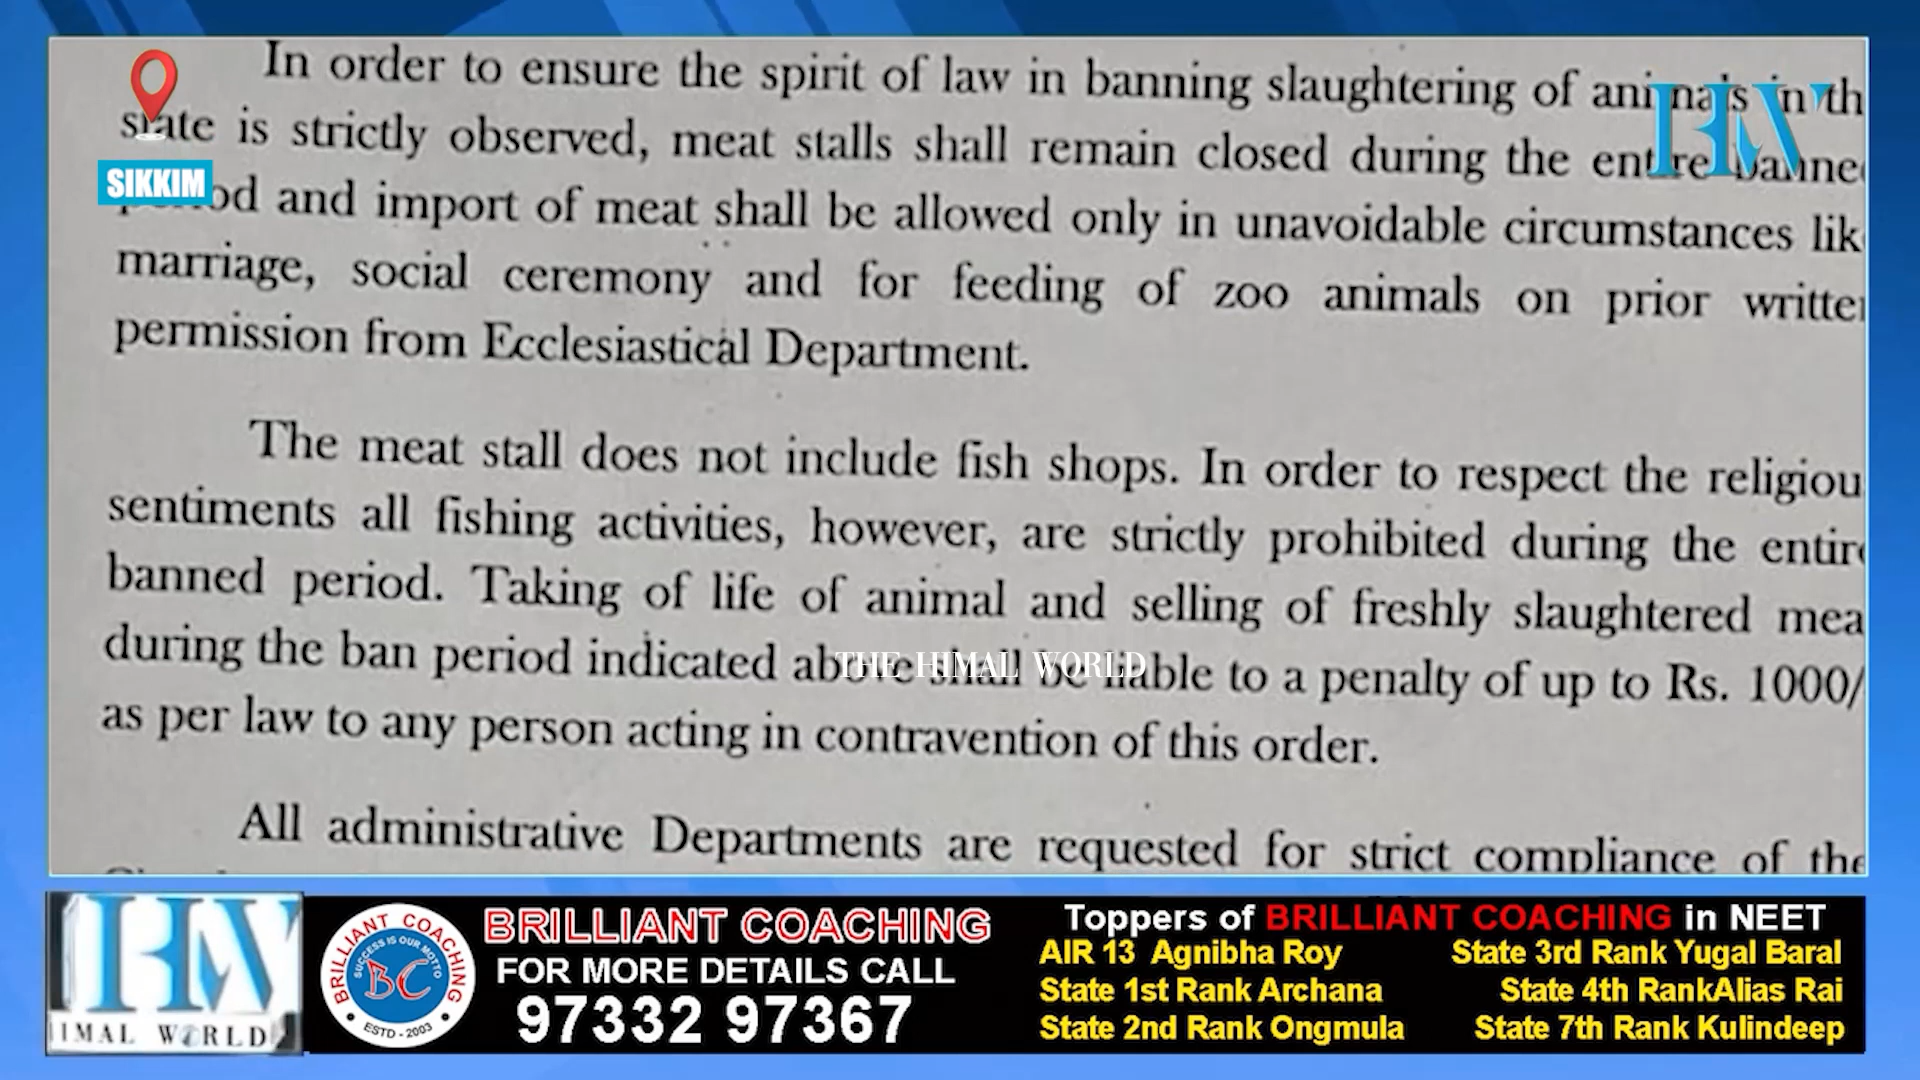 In order to ensure the spirit of law in banning slaughtering of animals in th
state is strictly observed, meat stalls shall remain closed during the entire banne
period and import of meat shall be allowed only in unavoidable circumstances lik
marriage, social ceremony and for feeding of zoo animals on prior writte
permission from Ecclesiastical Department.
The meat stall does not include fish shops. In order to respect the religiou
sentiments all fishing activities, however, are strictly prohibited during the entir
banned period. Taking of life of animal and selling of freshly slaughtered mea
during the ban period indicated above shall be liable to a penalty of up to Rs. 1000/
as per law to any person acting in contravention of this order.
All administrative Departments are requested for strict compliance of the
SIKKIM
HW
THE HIMAL WORLD
HW
IMAL WORLD
BRILLIANT COACHING
SUCCESS IS OUR MOTTO
BC
ESTD - 2003
BRILLIANT COACHING
FOR MORE DETAILS CALL
97332 97367
Toppers of BRILLIANT COACHING in NEET
AIR 13 Agnibha Roy
State 1st Rank Archana
State 2nd Rank Ongmula
State 3rd Rank Yugal Baral
State 4th RankAlias Rai
State 7th Rank Kulindeep